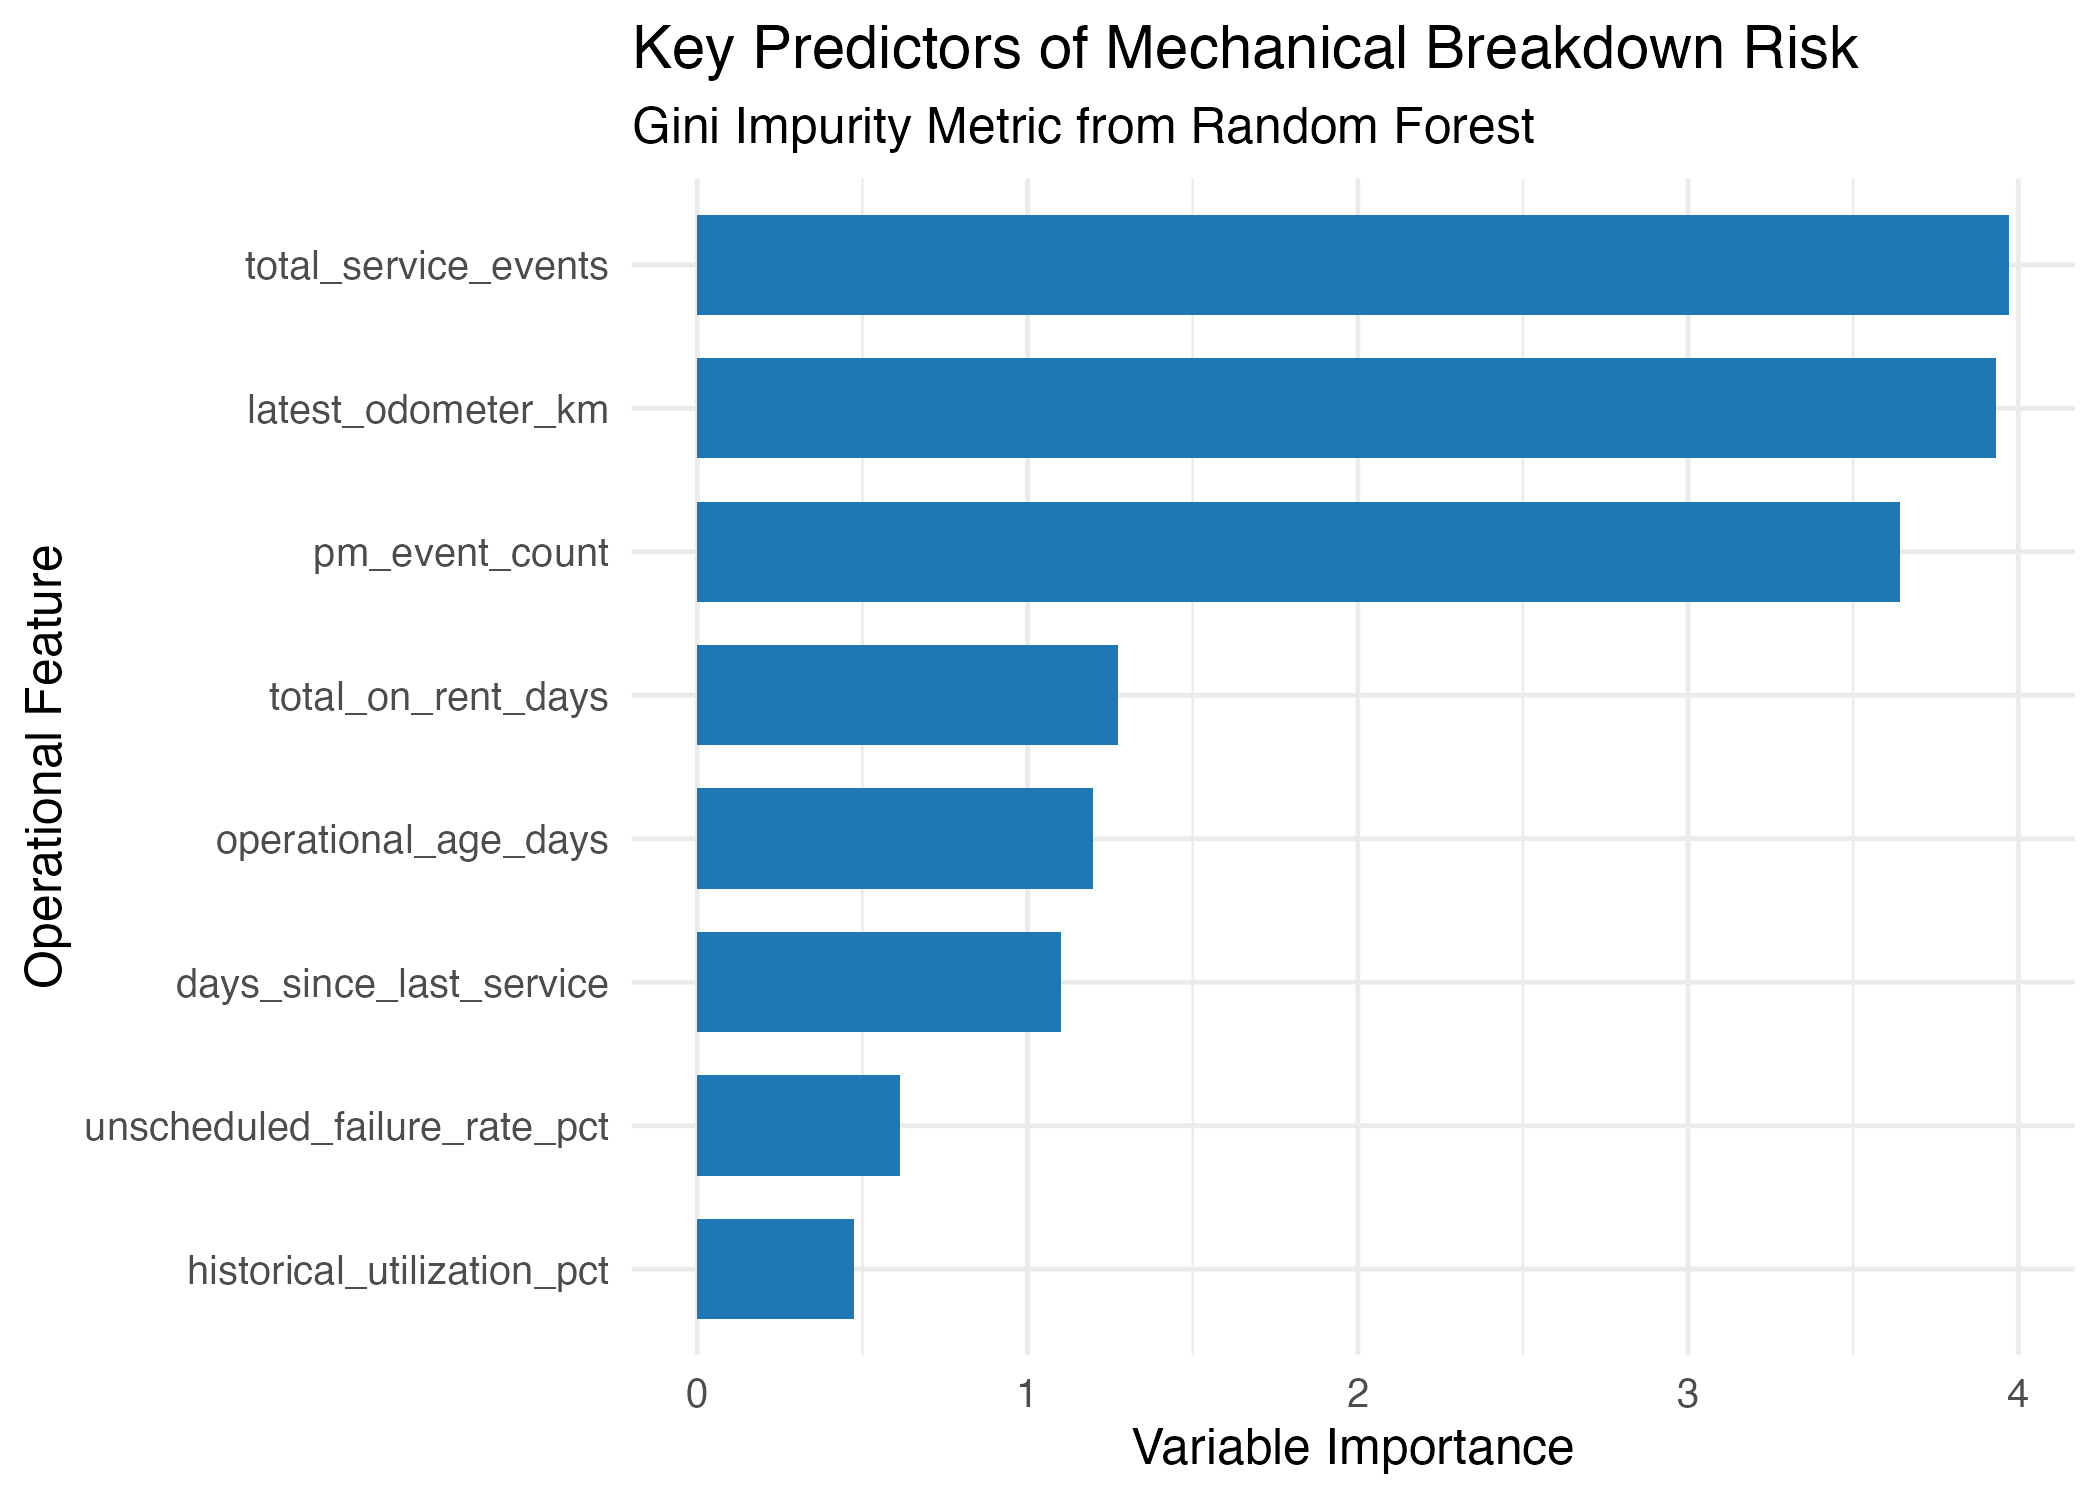 Key Predictors of Mechanical Breakdown Risk
Gini Impurity Metric from Random Forest
Operational Feature
total_service_events
latest_odometer_km
pm_event_count
total_on_rent_days
operational_age_days
days_since_last_service
unscheduled_failure_rate_pct
historical_utilization_pct
0 1 2 3 4
Variable Importance